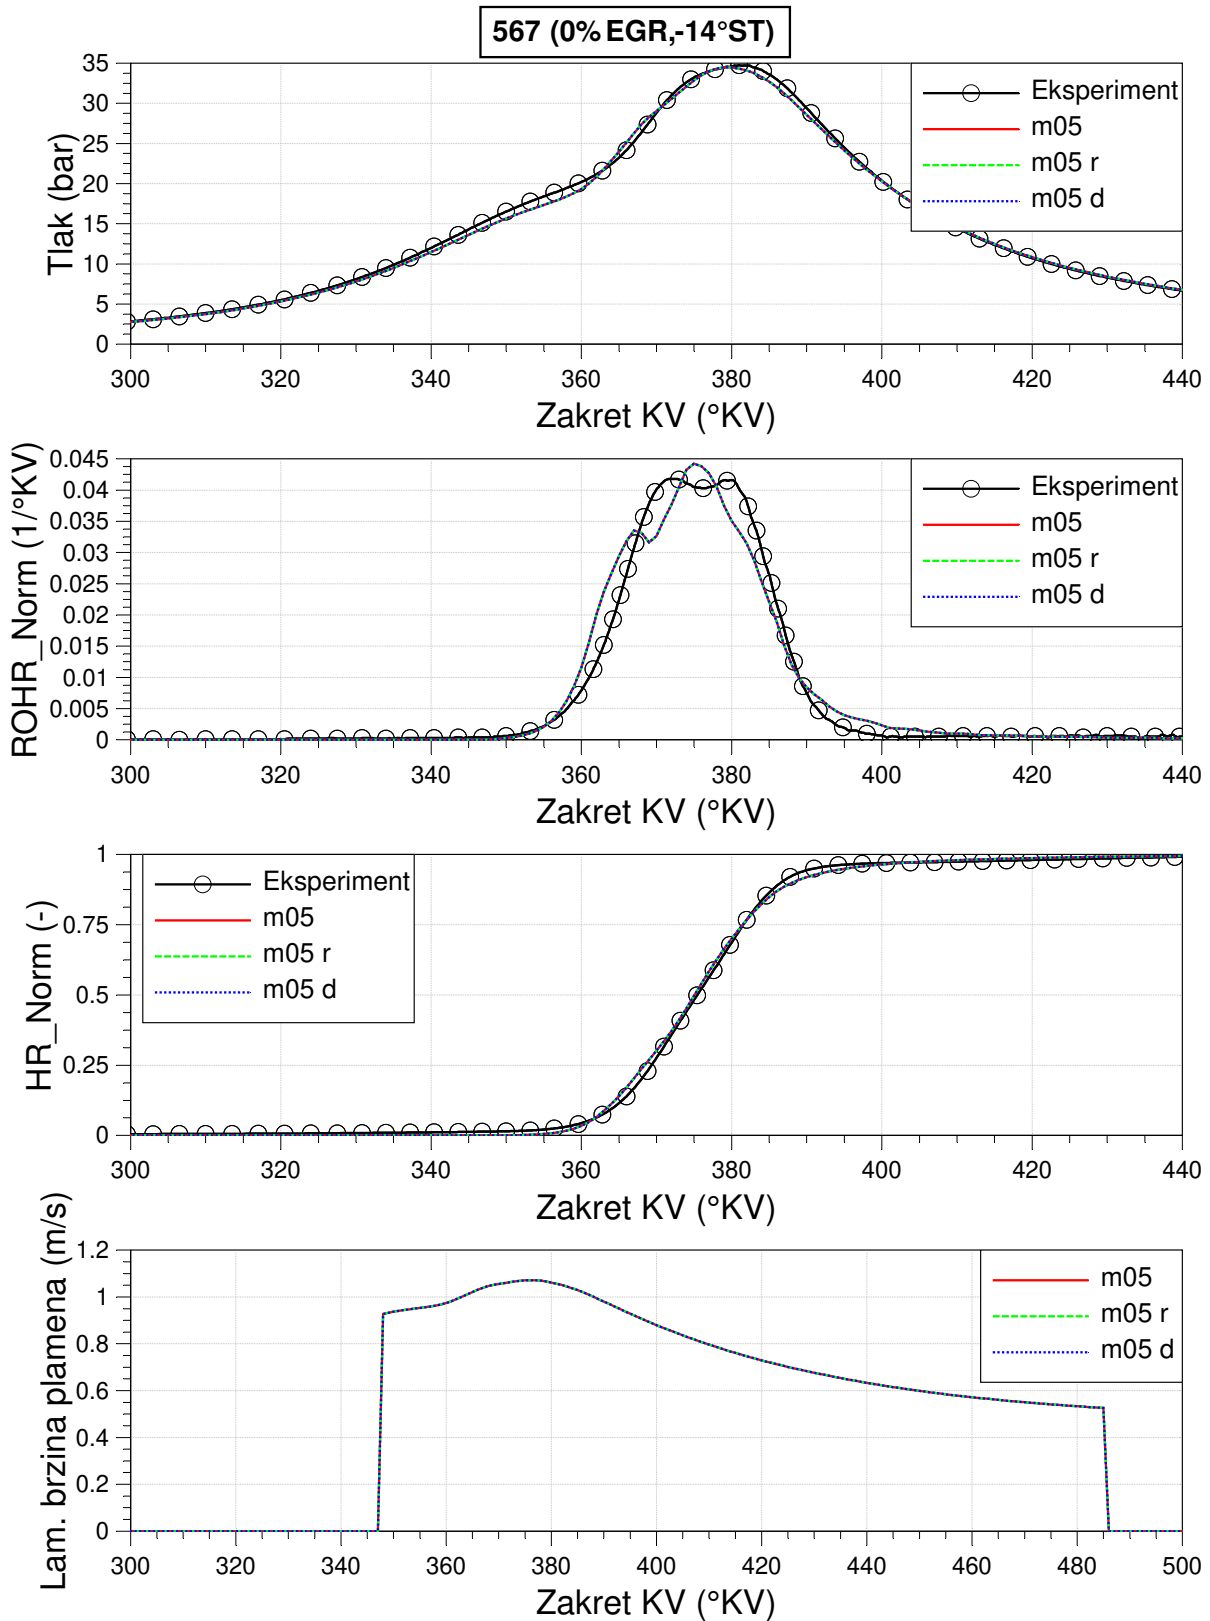 567 (0% EGR,-14°ST)
Tlak (bar)
35
30
25
20
15
10
5
0
Eksperiment
m05
m05 r
m05 d
300 320 340 360 380 400 420 440
Zakret KV (°KV)
ROHR_Norm (1/°KV)
0.045
0.04
0.035
0.03
0.025
0.02
0.015
0.01
0.005
0
Eksperiment
m05
m05 r
m05 d
300 320 340 360 380 400 420 440
Zakret KV (°KV)
HR_Norm (-)
1
0.75
0.5
0.25
0
Eksperiment
m05
m05 r
m05 d
300 320 340 360 380 400 420 440
Zakret KV (°KV)
Lam. brzina plamena (m/s)
1.2
1
0.8
0.6
0.4
0.2
0
m05
m05 r
m05 d
300 320 340 360 380 400 420 440 460 480 500
Zakret KV (°KV)